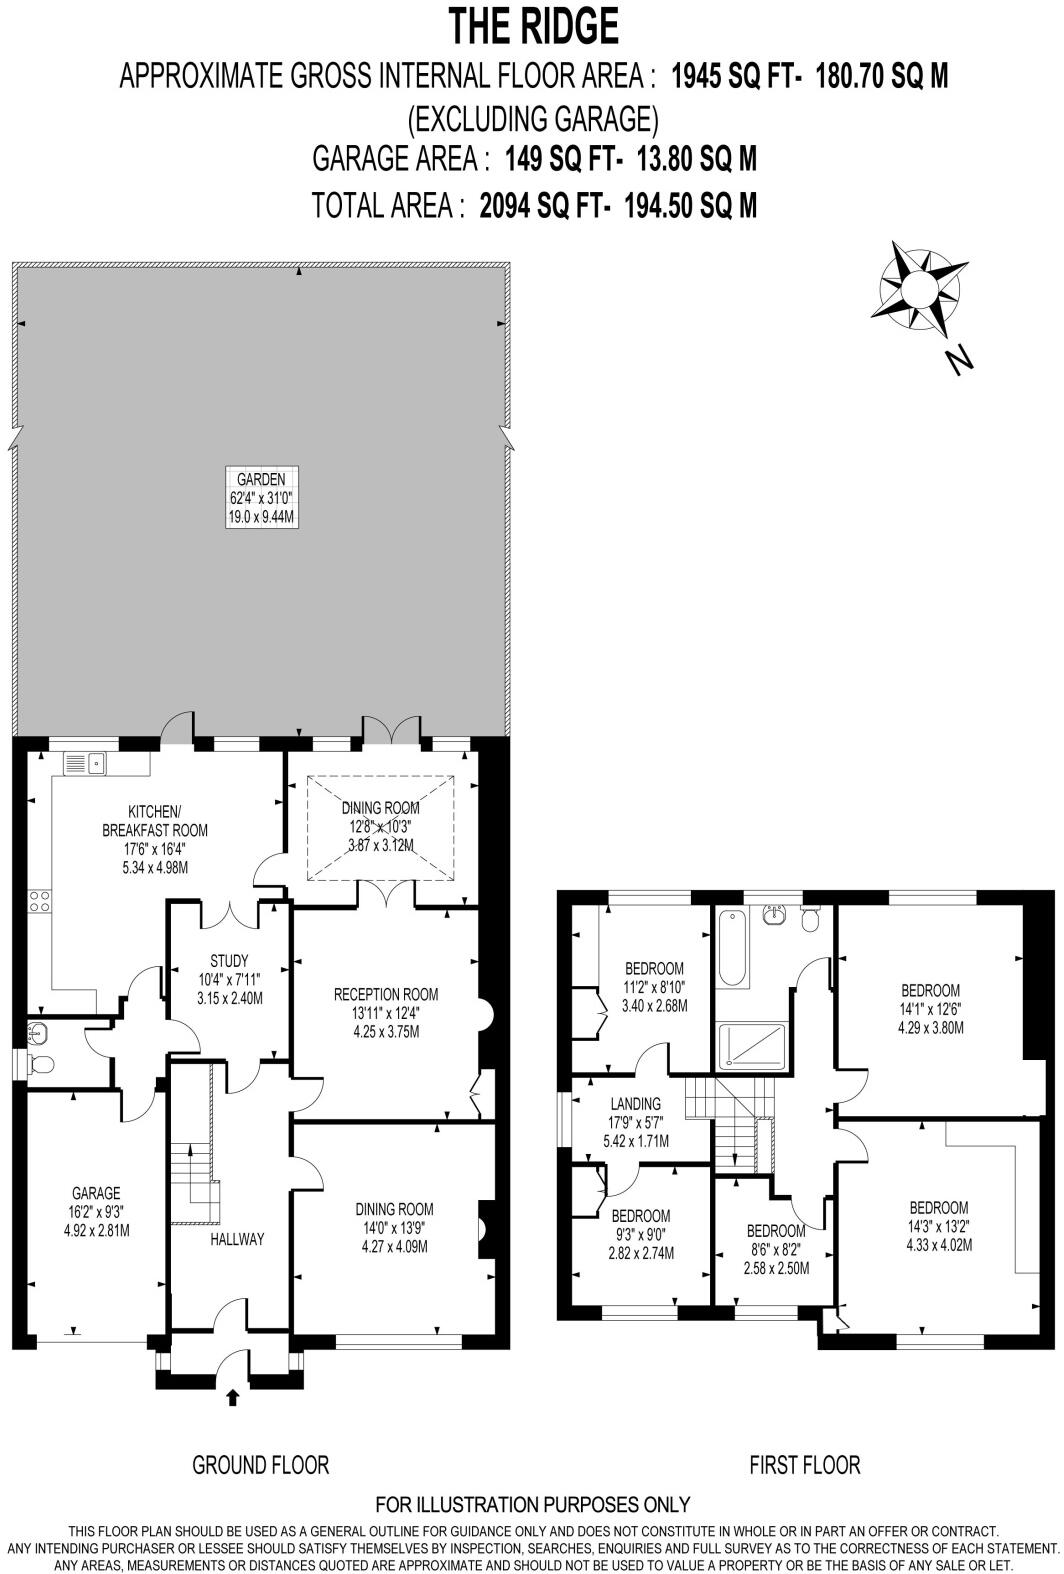 THE RIDGE
APPROXIMATE GROSS INTERNAL FLOOR AREA : 1945 SQ FT- 180.70 SQ M
(EXCLUDING GARAGE)
GARAGE AREA : 149 SQ FT- 13.80 SQ M
TOTAL AREA : 2094 SQ FT- 194.50 SQ M
N
GARDEN
62'4" x 31'0"
19.0 x 9.44M
KITCHEN/
BREAKFAST ROOM
17'6" x 16'4"
5.34 x 4.98M
DINING ROOM
12'8" x 10'3"
3.87 x 3.12M
STUDY
10'4" x 7'11"
3.15 x 2.40M
RECEPTION ROOM
13'11" x 12'4"
4.25 x 3.75M
GARAGE
16'2" x 9'3"
4.92 x 2.81M
HALLWAY
DINING ROOM
14'0" x 13'9"
4.27 x 4.09M
BEDROOM
11'2" x 8'10"
3.40 x 2.68M
BEDROOM
14'1" x 12'6"
4.29 x 3.80M
LANDING
17'9" x 5'7"
5.42 x 1.71M
BEDROOM
9'3" x 9'0"
2.82 x 2.74M
BEDROOM
8'6" x 8'2"
2.58 x 2.50M
BEDROOM
14'3" x 13'2"
4.33 x 4.02M
GROUND FLOOR
FIRST FLOOR
FOR ILLUSTRATION PURPOSES ONLY
THIS FLOOR PLAN SHOULD BE USED AS A GENERAL OUTLINE FOR GUIDANCE ONLY AND DOES NOT CONSTITUTE IN WHOLE OR IN PART AN OFFER OR CONTRACT.
ANY INTENDING PURCHASER OR LESSEE SHOULD SATISFY THEMSELVES BY INSPECTION, SEARCHES, ENQUIRIES AND FULL SURVEY AS TO THE CORRECTNESS OF EACH STATEMENT.
ANY AREAS, MEASUREMENTS OR DISTANCES QUOTED ARE APPROXIMATE AND SHOULD NOT BE USED TO VALUE A PROPERTY OR BE THE BASIS OF ANY SALE OR LET.